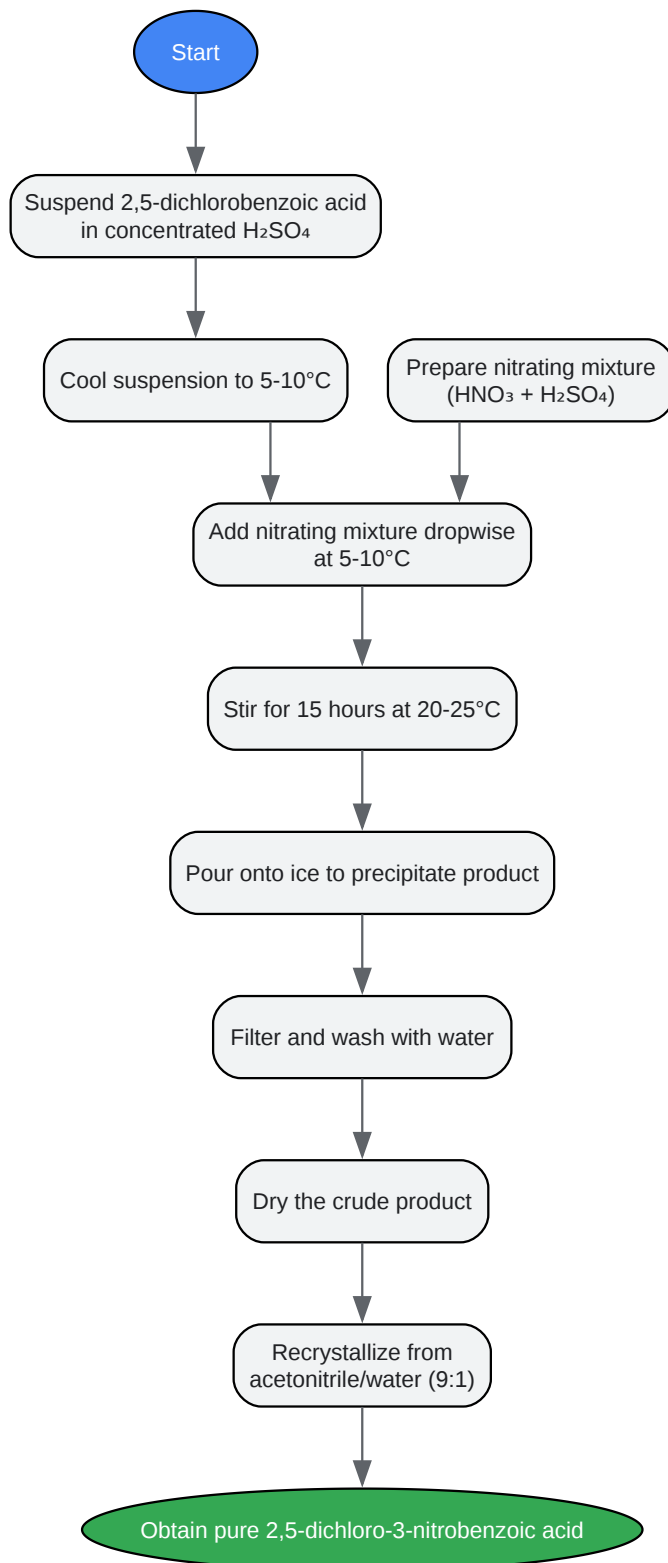 Start
Suspend 2,5-dichlorobenzoic acid
in concentrated H₂SO₄
Cool suspension to 5-10°C
Prepare nitrating mixture
(HNO₃ + H₂SO₄)
Add nitrating mixture dropwise
at 5-10°C
Stir for 15 hours at 20-25°C
Pour onto ice to precipitate product
Filter and wash with water
Dry the crude product
Recrystallize from
acetonitrile/water (9:1)
Obtain pure 2,5-dichloro-3-nitrobenzoic acid